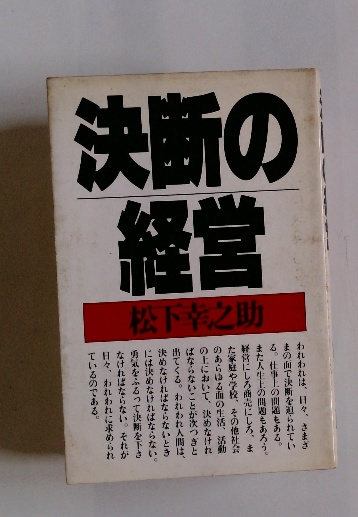 決断の
経営
松下幸之助
われわれは、日々、さまざ
まの面で決断を迫られてい
る。仕事上の問題もある。
また人生上の問題もあろう。
経営にしろ商売にしろ、ま
た家庭や学校、その他社会
のあらゆる面の生活、活動
の上において、決めなけれ
ばならないことが次つぎと
出てくる。われわれ人間は、
決めなければならないとき
には決めなければならない。
勇気をふるって決断を下さ
なければならない。それが
日々、われわれに求められ
ているのである。